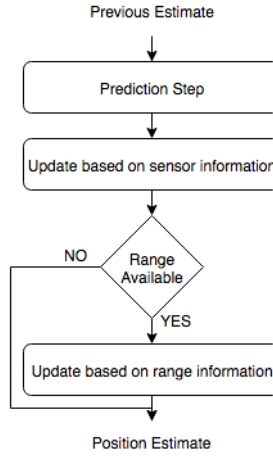 Previous Estimate
Prediction Step
Update based on sensor information
NO
Range
Available
YES
Update based on range information
Position Estimate